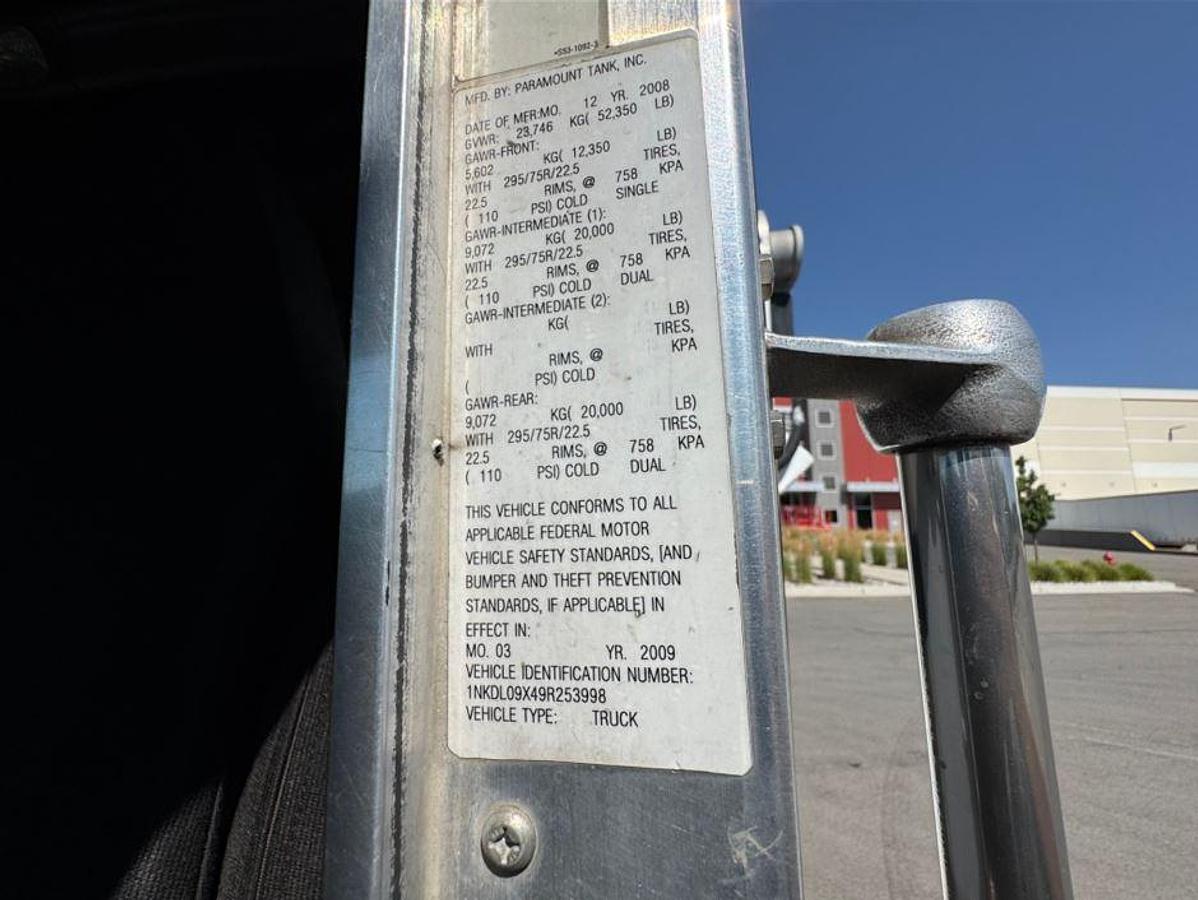 •S53-1092-3
MFD. BY: PARAMOUNT TANK, INC.
DATE OF MFR:MO. 12 YR. 2008
GVWR: 23,746 KG( 52,350 LB)
GAWR-FRONT:
5,602 KG( 12,350 LB)
WITH 295/75R/22.5 TIRES,
22.5 RIMS, @ 758 KPA
( 110 PSI) COLD SINGLE
GAWR-INTERMEDIATE (1):
9,072 KG( 20,000 LB)
WITH 295/75R/22.5 TIRES,
22.5 RIMS, @ 758 KPA
( 110 PSI) COLD DUAL
GAWR-INTERMEDIATE (2):
KG( LB)
WITH TIRES,
RIMS, @ KPA
( PSI) COLD
GAWR-REAR:
9,072 KG( 20,000 LB)
WITH 295/75R/22.5 TIRES,
22.5 RIMS, @ 758 KPA
( 110 PSI) COLD DUAL
THIS VEHICLE CONFORMS TO ALL
APPLICABLE FEDERAL MOTOR
VEHICLE SAFETY STANDARDS, [AND
BUMPER AND THEFT PREVENTION
STANDARDS, IF APPLICABLE] IN
EFFECT IN:
MO. 03 YR. 2009
VEHICLE IDENTIFICATION NUMBER:
1NKDL09X49R253998
VEHICLE TYPE: TRUCK